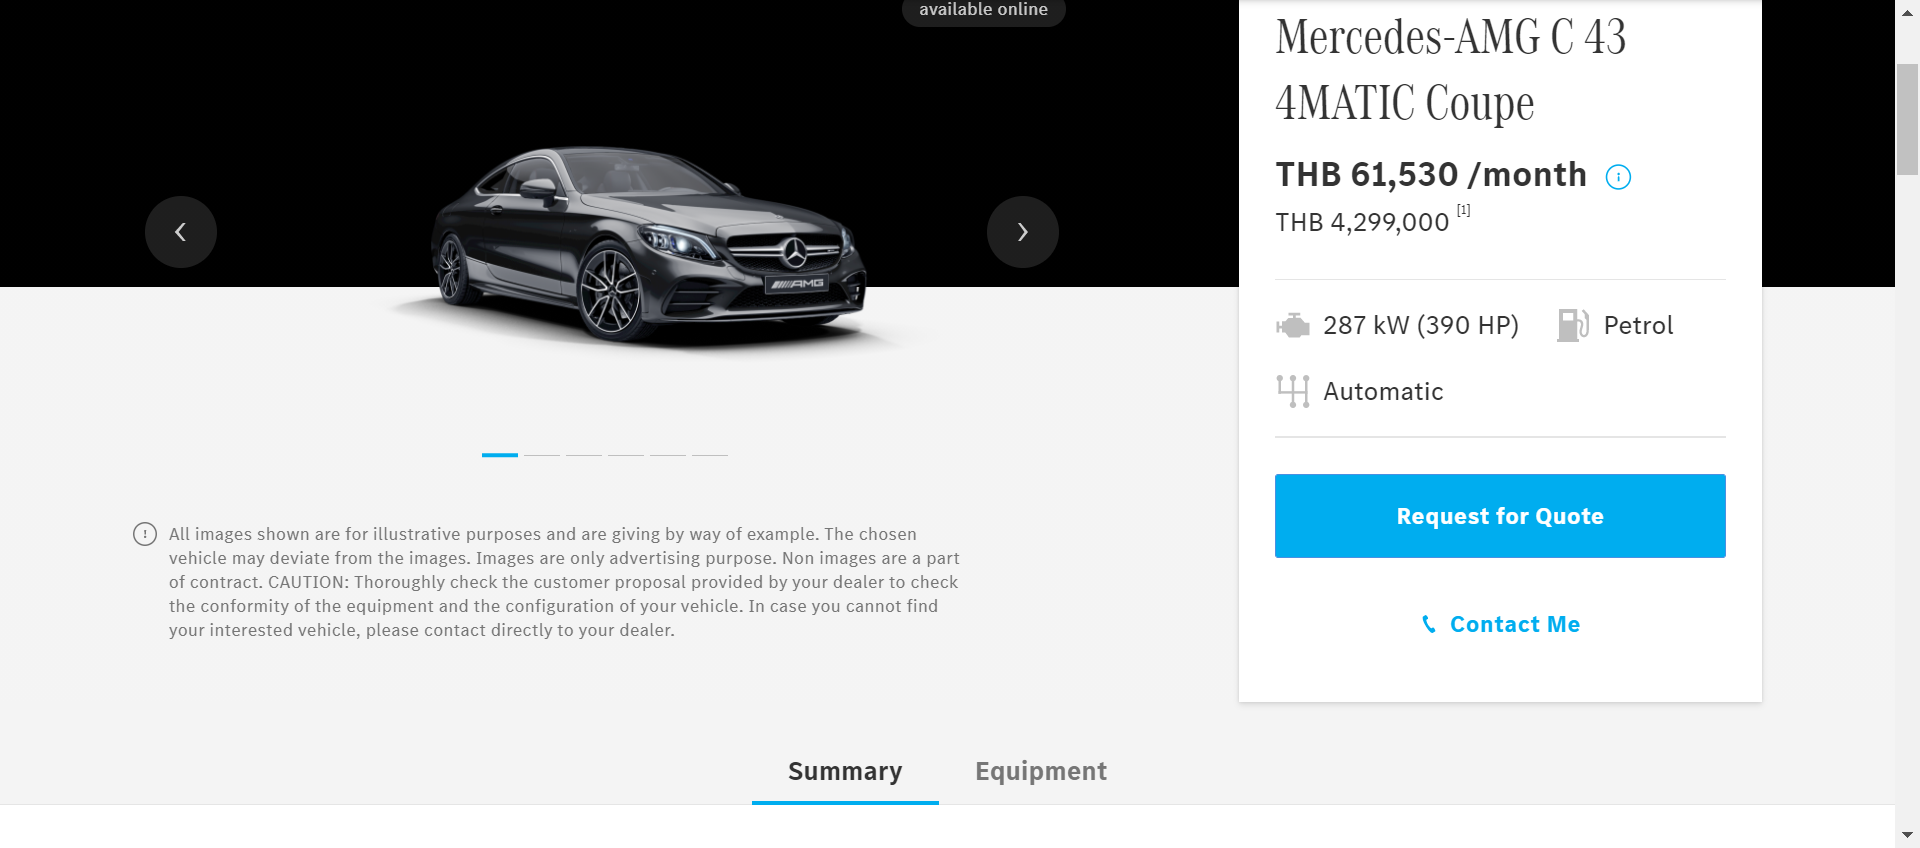 available online
Mercedes-AMG C 43
4MATIC Coupe
THB 61,530 /month
THB 4,299,000 [1]
287 kW (390 HP)
Petrol
Automatic
Request for Quote
Contact Me
AMG
All images shown are for illustrative purposes and are giving by way of example. The chosen
vehicle may deviate from the images. Images are only advertising purpose. Non images are a part
of contract. CAUTION: Thoroughly check the customer proposal provided by your dealer to check
the conformity of the equipment and the configuration of your vehicle. In case you cannot find
your interested vehicle, please contact directly to your dealer.
Summary
Equipment